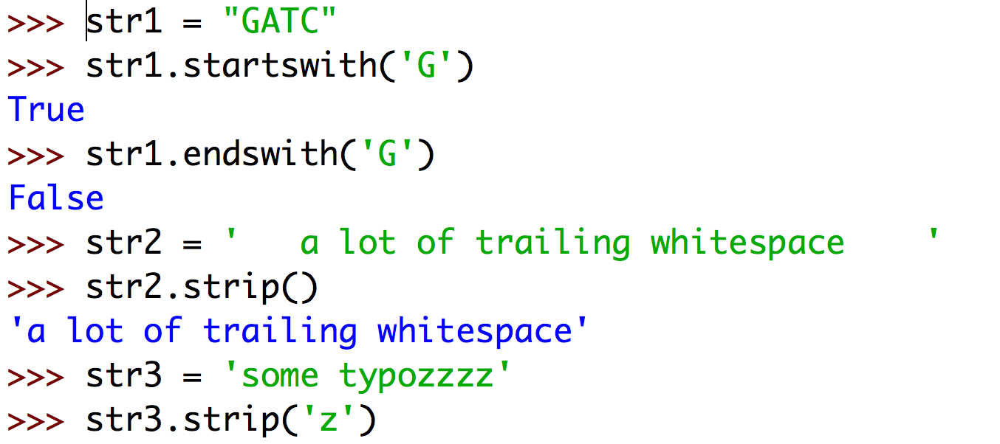 >>> str1 = "GATC"
>>> str1.startswith('G')
True
>>> str1.endswith('G')
False
>>> str2 = '   a lot of trailing whitespace    '
>>> str2.strip()
'a lot of trailing whitespace'
>>> str3 = 'some typozzzz'
>>> str3.strip('z')